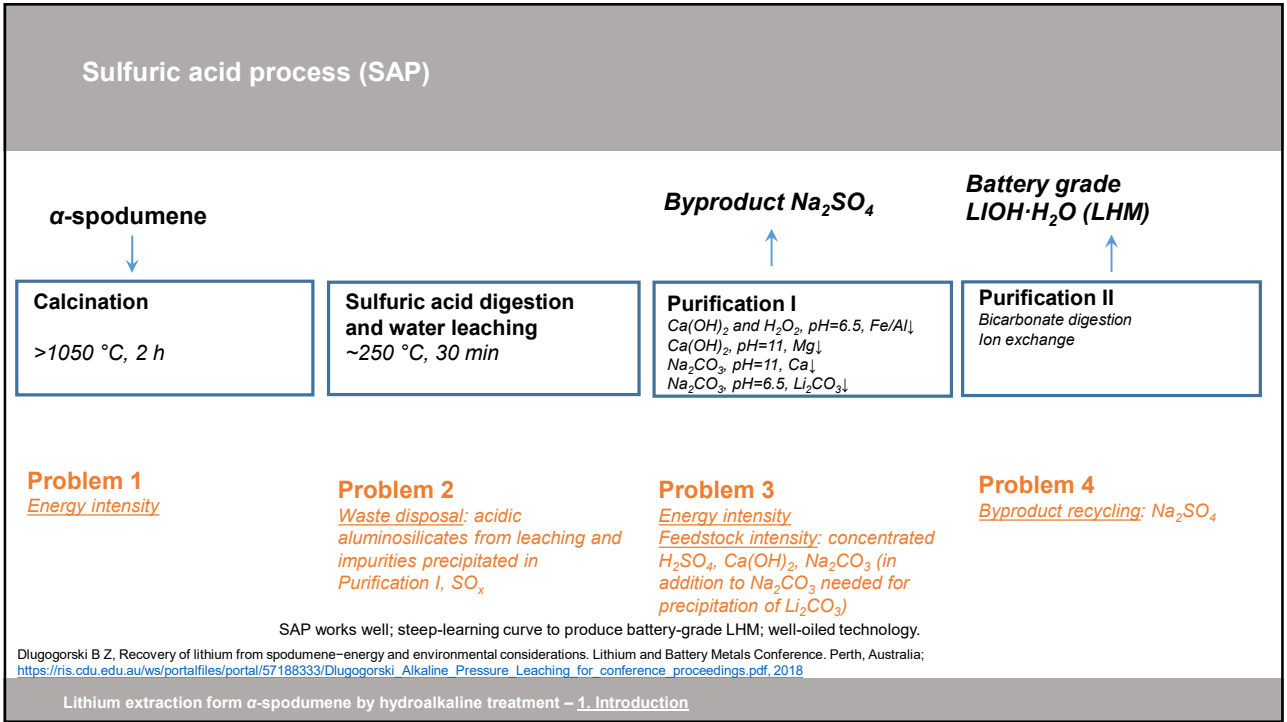 Sulfuric acid process (SAP)
α-spodumene
Byproduct Na₂SO₄
Battery grade
LIOH·H₂O (LHM)
Calcination
>1050 °C, 2 h
Sulfuric acid digestion
and water leaching
~250 °C, 30 min
Purification I
Ca(OH)₂ and H₂O₂, pH=6.5, Fe/Al↓
Ca(OH)₂, pH=11, Mg↓
Na₂CO₃, pH=11, Ca↓
Na₂CO₃, pH=6.5, Li₂CO₃↓
Purification II
Bicarbonate digestion
Ion exchange
Problem 1
Energy intensity
Problem 2
Waste disposal: acidic
aluminosilicates from leaching and
impurities precipitated in
Purification I, SOₓ
Problem 3
Energy intensity
Feedstock intensity: concentrated
H₂SO₄, Ca(OH)₂, Na₂CO₃ (in
addition to Na₂CO₃ needed for
precipitation of Li₂CO₃)
Problem 4
Byproduct recycling: Na₂SO₄
SAP works well; steep-learning curve to produce battery-grade LHM; well-oiled technology.
Dlugogorski B Z, Recovery of lithium from spodumene−energy and environmental considerations. Lithium and Battery Metals Conference. Perth, Australia;
https://ris.cdu.edu.au/ws/portalfiles/portal/57188333/Dlugogorski_Alkaline_Pressure_Leaching_for_conference_proceedings.pdf, 2018
Lithium extraction form α-spodumene by hydroalkaline treatment – 1. Introduction